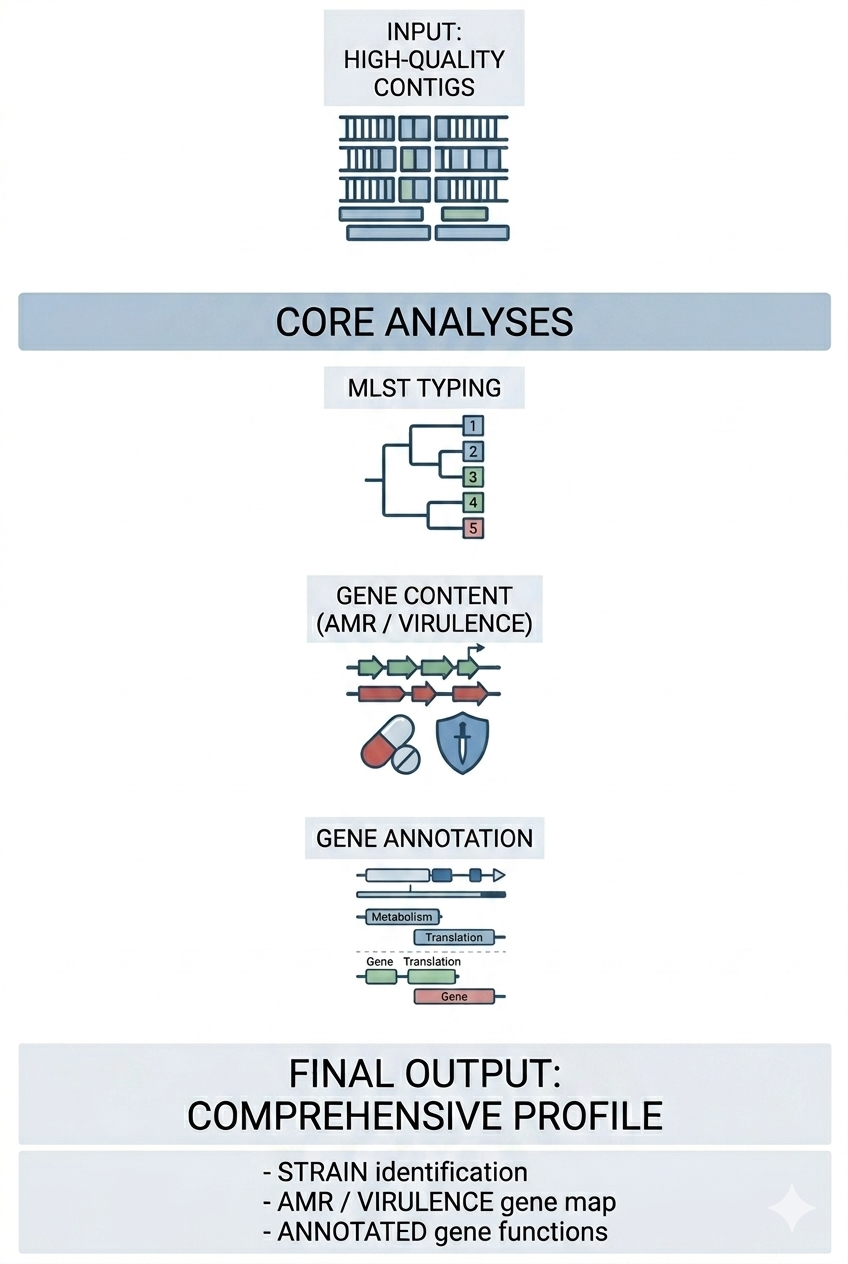 INPUT:
HIGH-QUALITY
CONTIGS
CORE ANALYSES
MLST TYPING
1
2
3
4
5
GENE CONTENT
(AMR / VIRULENCE)
GENE ANNOTATION
Metabolism
Translation
Gene Translation
Gene
FINAL OUTPUT:
COMPREHENSIVE PROFILE
- STRAIN identification
- AMR / VIRULENCE gene map
- ANNOTATED gene functions